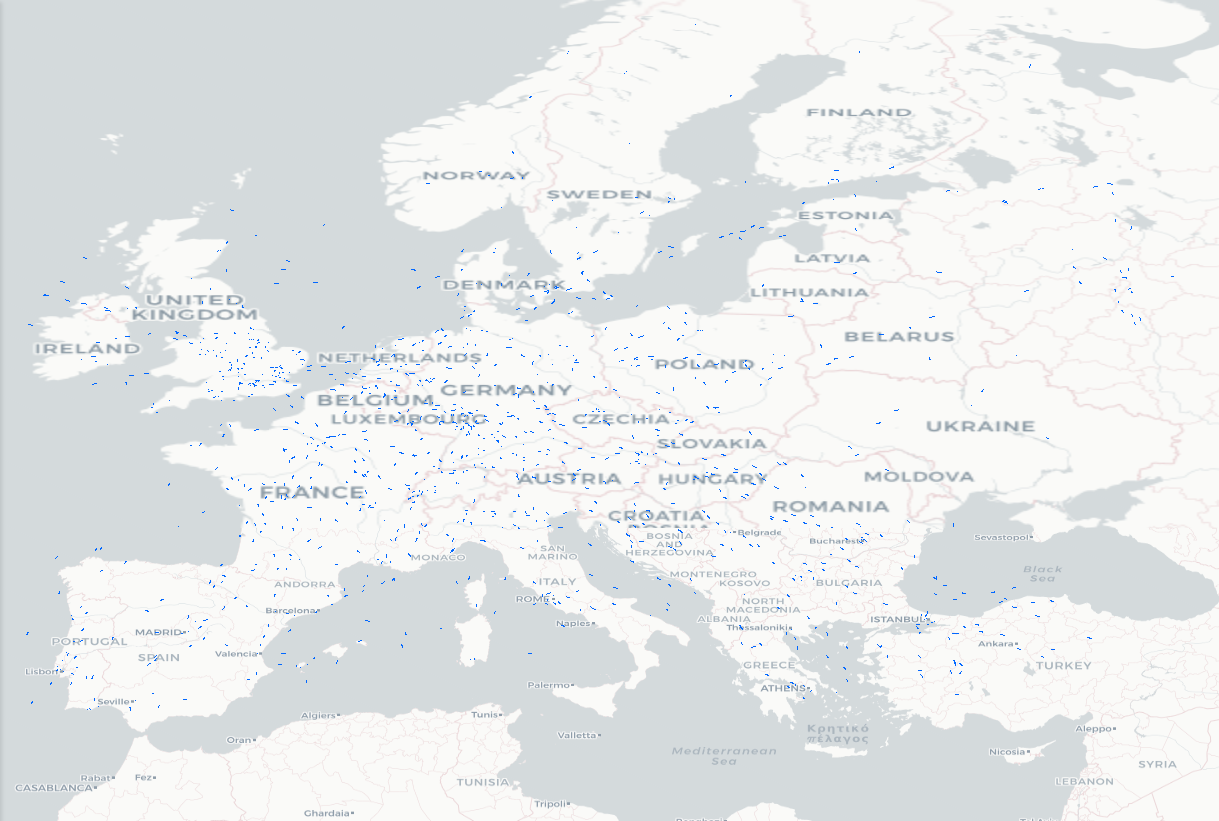 FINLAND
NORWAY
SWEDEN
ESTONIA
LATVIA
DENMARK
LITHUANIA
UNITED
KINGDOM
BELARUS
IRELAND
NETHERLANDS
POLAND
GERMANY
BELGIUM
LUXEMBOURG
CZECHIA
UKRAINE
SLOVAKIA
AUSTRIA
HUNGARY
MOLDOVA
FRANCE
ROMANIA
CROATIA
BOSNIA
BOSNIA
AND
HERZEGOVINA
Belgrade
Bucharest
Sevastopol
SAN
MARINO
MONACO
Black
Sea
MONTENEGRO
KOSOVO
ITALY
BULGARIA
ANDORRA
ROME
NORTH
MACEDONIA
Barcelona
ALBANIA
ISTANBUL
Naples
Thessaloniki
MADRID
PORTUGAL
Ankara
Valencia
SPAIN
GREECE
TURKEY
Lisbon
Palermo
ATHENS
Seville
Algiers
Tunis
Κρητικό
πέλαγος
Aleppo
Oran
Valletta
Mediterranean
Sea
Nicosia
SYRIA
Rabat
Fez
TUNISIA
LEBANON
CASABLANCA
Tripoli
Ghardaia